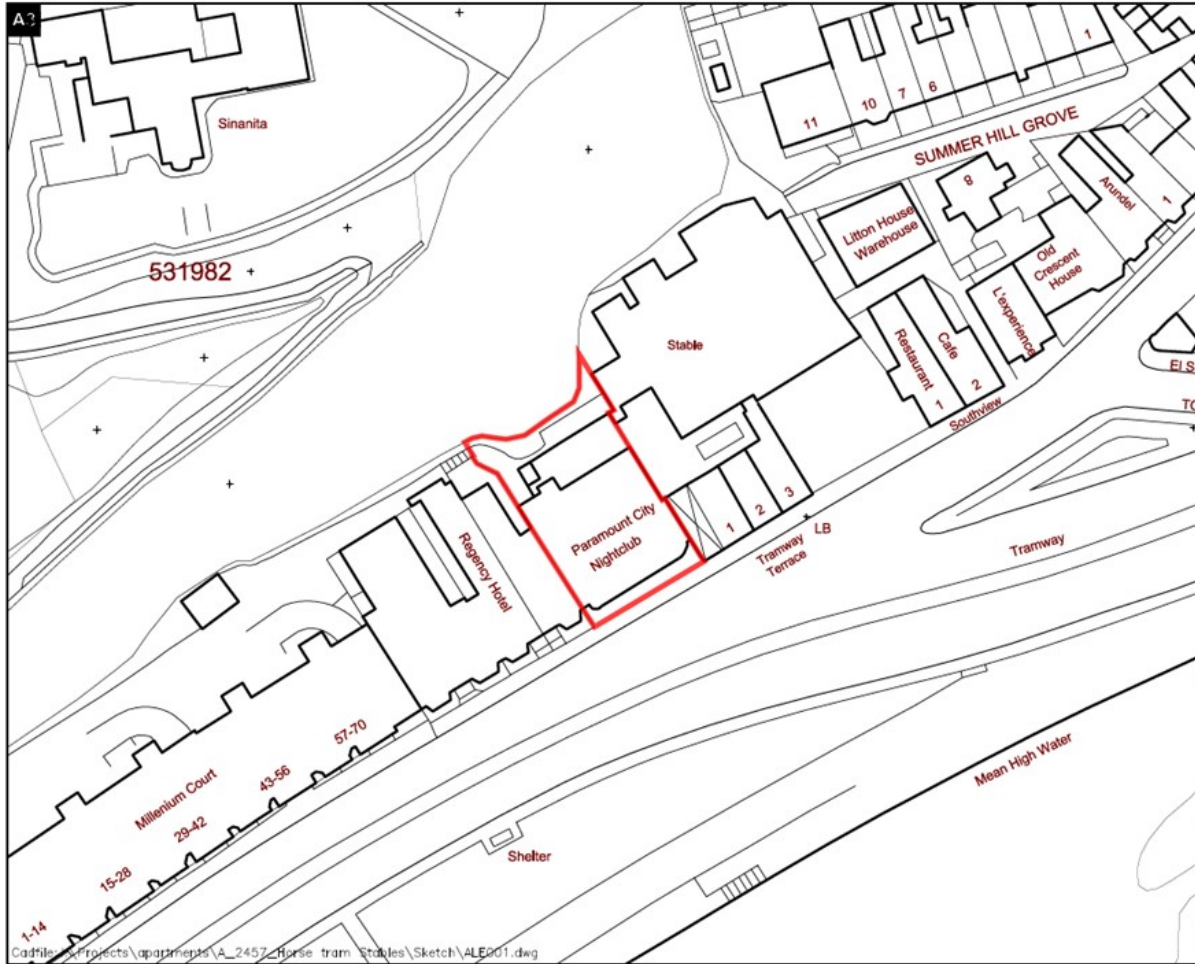 A3
Sinanita
531982
11
10
7
6
1
SUMMER HILL GROVE
8
Arundel
1
Litton House
Warehouse
Old
Crescent
House
L'experience
Cafe
2
Restaurant
1
Southview
Stable
Paramount City
Nightclub
1
2
3
LB
Tramway
Terrace
Tramway
Regency Hotel
Mean High Water
57-70
43-56
Millenium Court
29-42
15-28
1-14
Shelter
Cadfile: \Projects\apartments\A_2457_Horse tram Stables\Sketch\ALE001.dwg